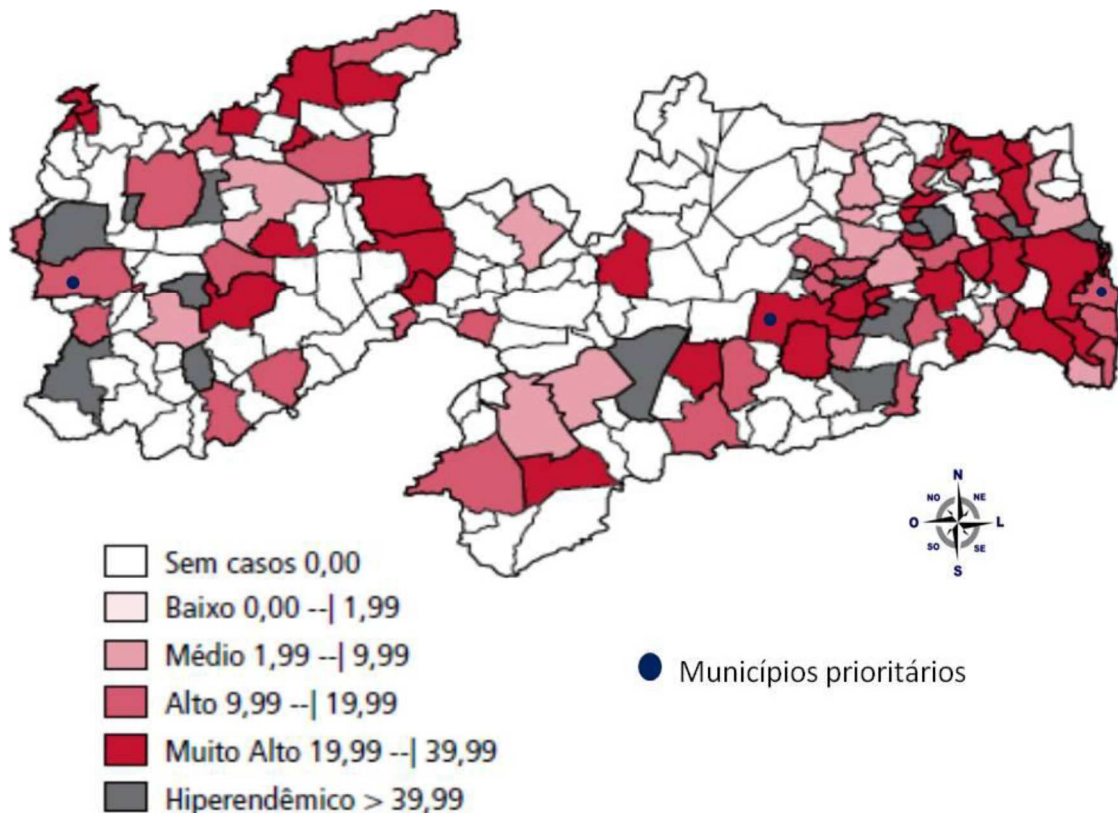 N
NO NE
O L
SO SE
S
Sem casos 0,00
Baixo 0,00 --| 1,99
Médio 1,99 --| 9,99
Alto 9,99 --| 19,99
Muito Alto 19,99 --| 39,99
Hiperendêmico > 39,99
Municípios prioritários